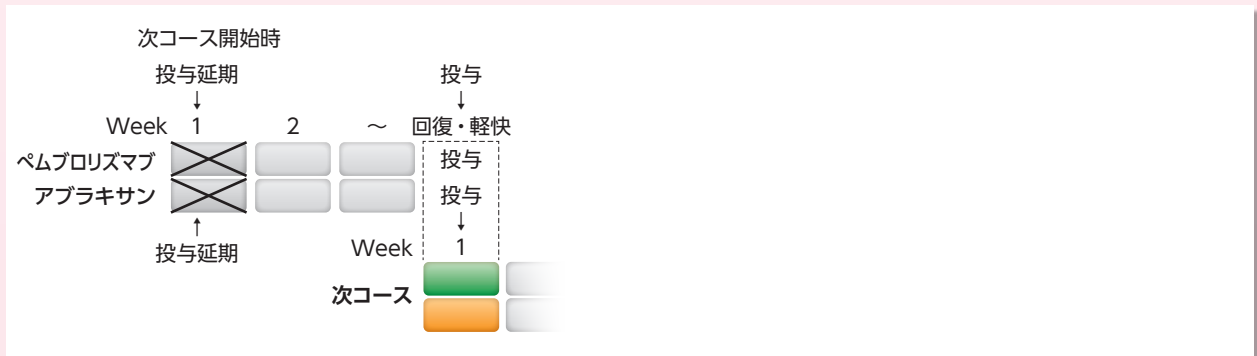 次コース開始時
投与延期 投与
↓ ↓
Week 1 2 ～ 回復・軽快
ペムブロリズマブ 投与
アブラキサン 投与
↑ ↓
投与延期 Week 1
次コース